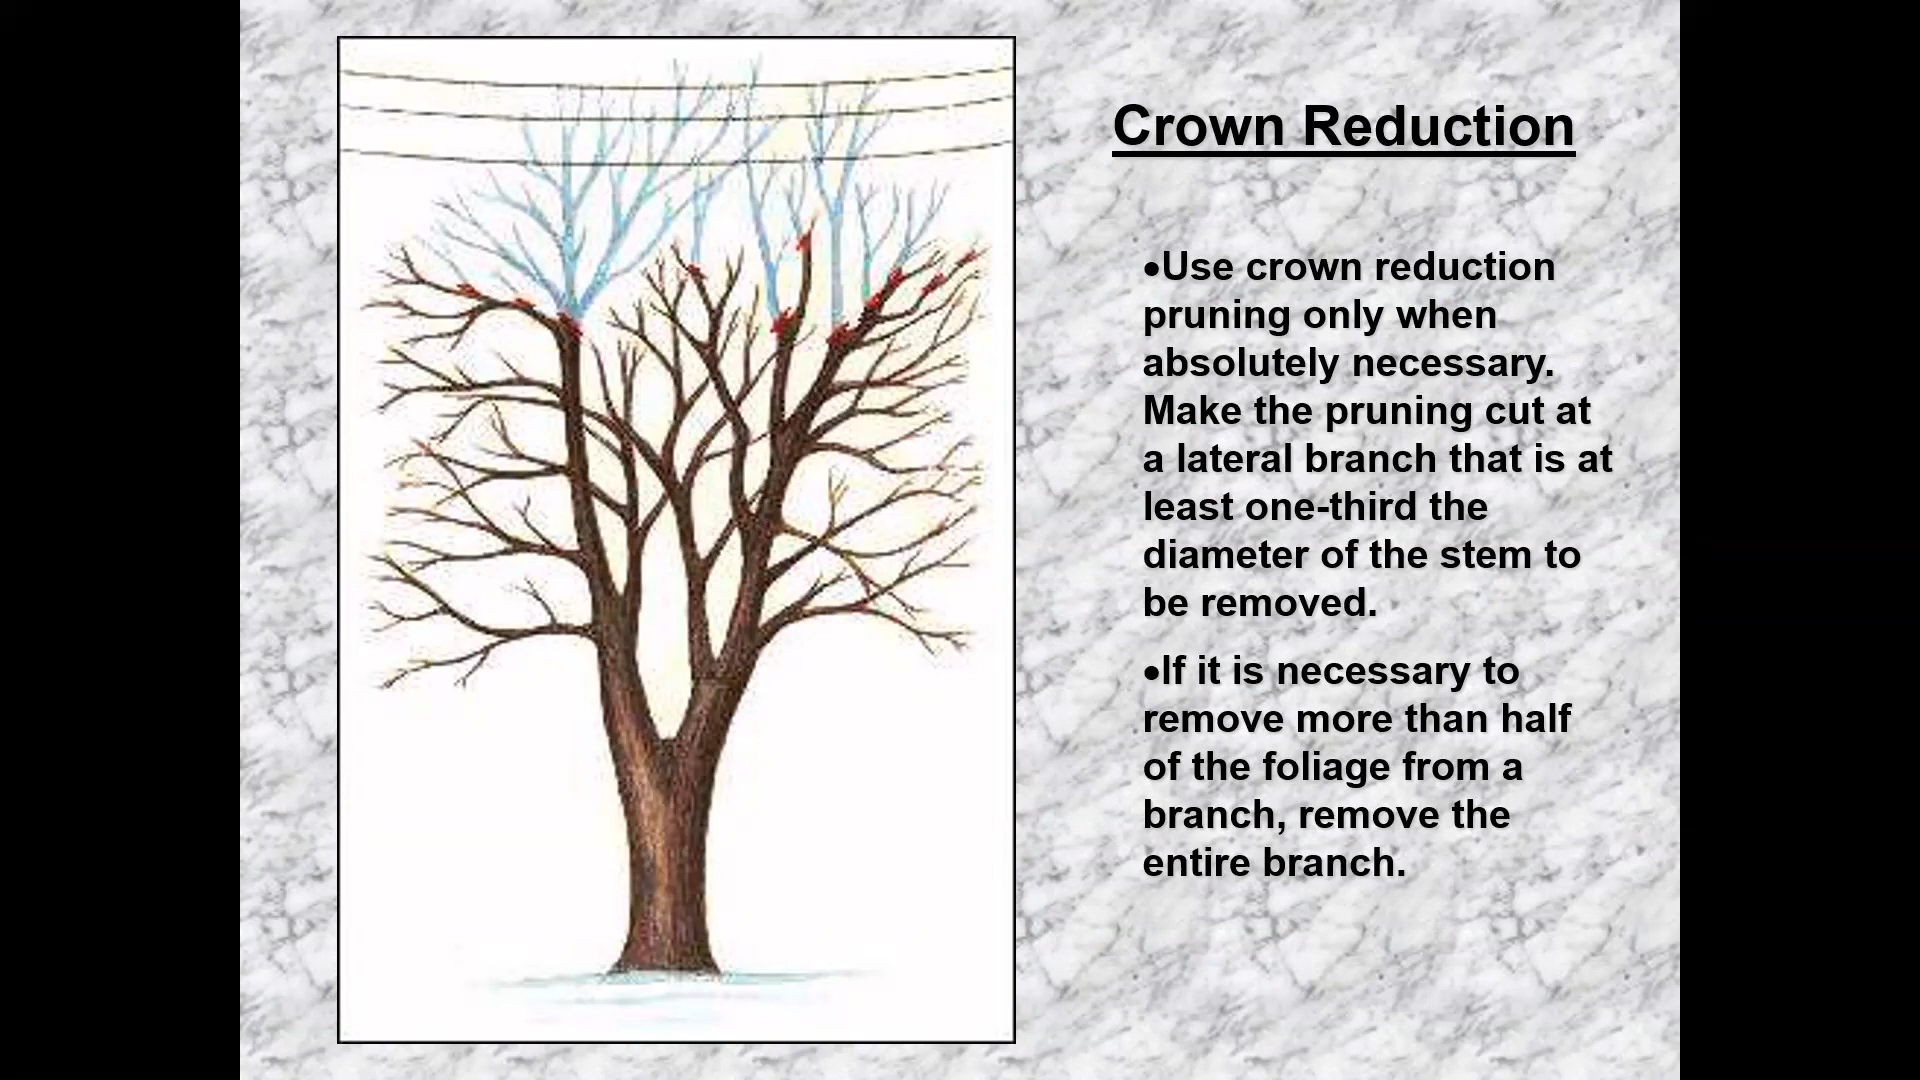 Crown Reduction
•Use crown reduction
pruning only when
absolutely necessary.
Make the pruning cut at
a lateral branch that is at
least one-third the
diameter of the stem to
be removed.
•If it is necessary to
remove more than half
of the foliage from a
branch, remove the
entire branch.